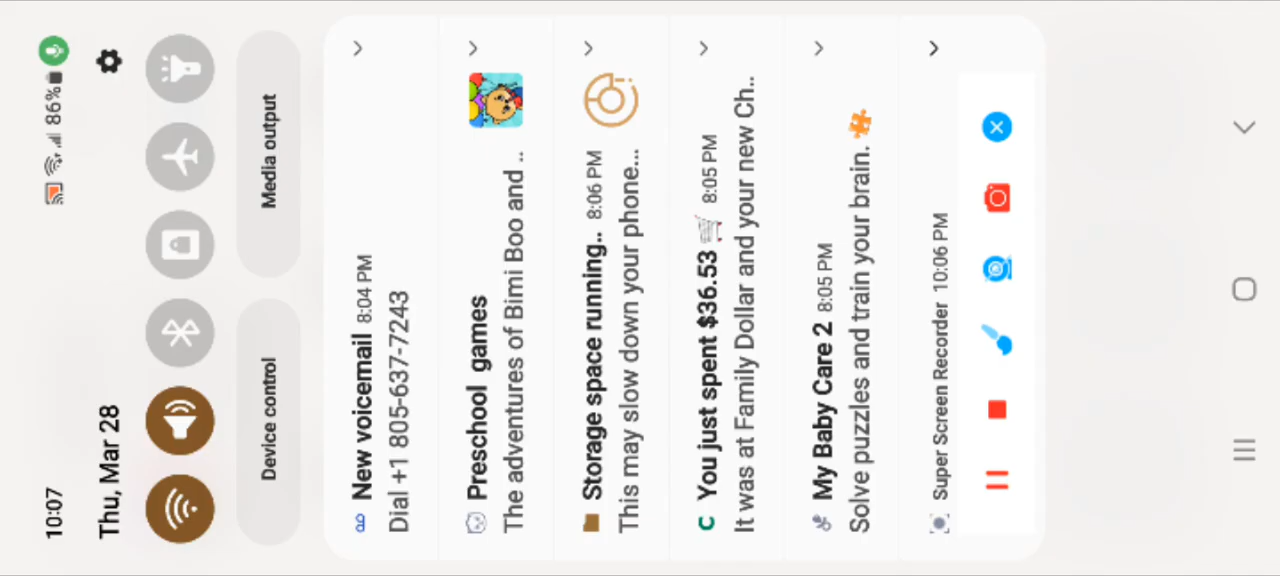 10:07
86%
Thu, Mar 28
Device control
Media output
New voicemail 8:04 PM
Dial +1 805-637-7243
Preschool games
The adventures of Bimi Boo and ..
Storage space running.. 8:06 PM
This may slow down your phone...
You just spent $36.53 🛒 8:05 PM
It was at Family Dollar and your new Ch..
My Baby Care 2 8:05 PM
Solve puzzles and train your brain. 🧩
Super Screen Recorder 10:06 PM